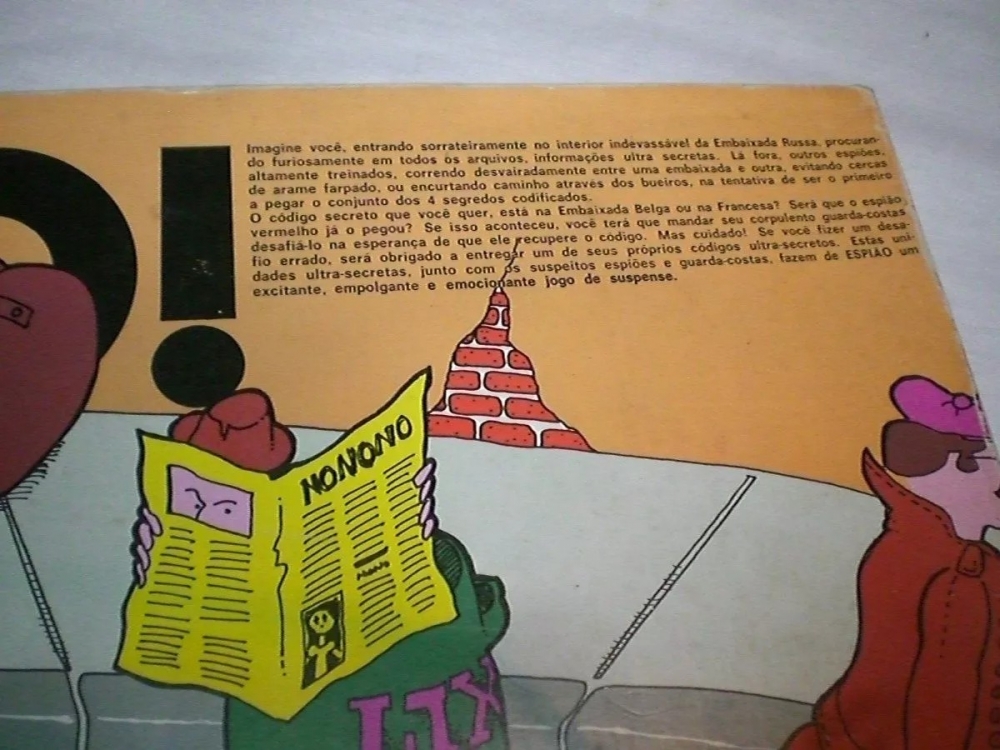 !
Imagine você, entrando sorrateiramente no interior indevassável da Embaixada Russa, procuran-
do furiosamente em todos os arquivos, informações ultra secretas. Lá fora, outros espiões,
altamente treinados, correndo desvairadamente entre uma embaixada e outra, evitando cercas
de arame farpado, ou encurtando caminho através dos bueiros, na tentativa de ser o primeiro
a pegar o conjunto dos 4 segredos codificados.
O código secreto que você quer, está na Embaixada Belga ou na Francesa? Será que o espião
vermelho já o pegou? Se isso aconteceu, você terá que mandar seu corpulento guarda-costas
desafiá-lo na esperança de que ele recupere o código. Mas cuidado! Se você fizer um desa-
fio errado, será obrigado a entregar um de seus próprios códigos ultra-secretos. Estas uni-
dades ultra-secretas, junto com os suspeitos espiões e guarda-costas, fazem de ESPIÃO um
excitante, empolgante e emocionante jogo de suspense.
NONONO
NONO
LIX